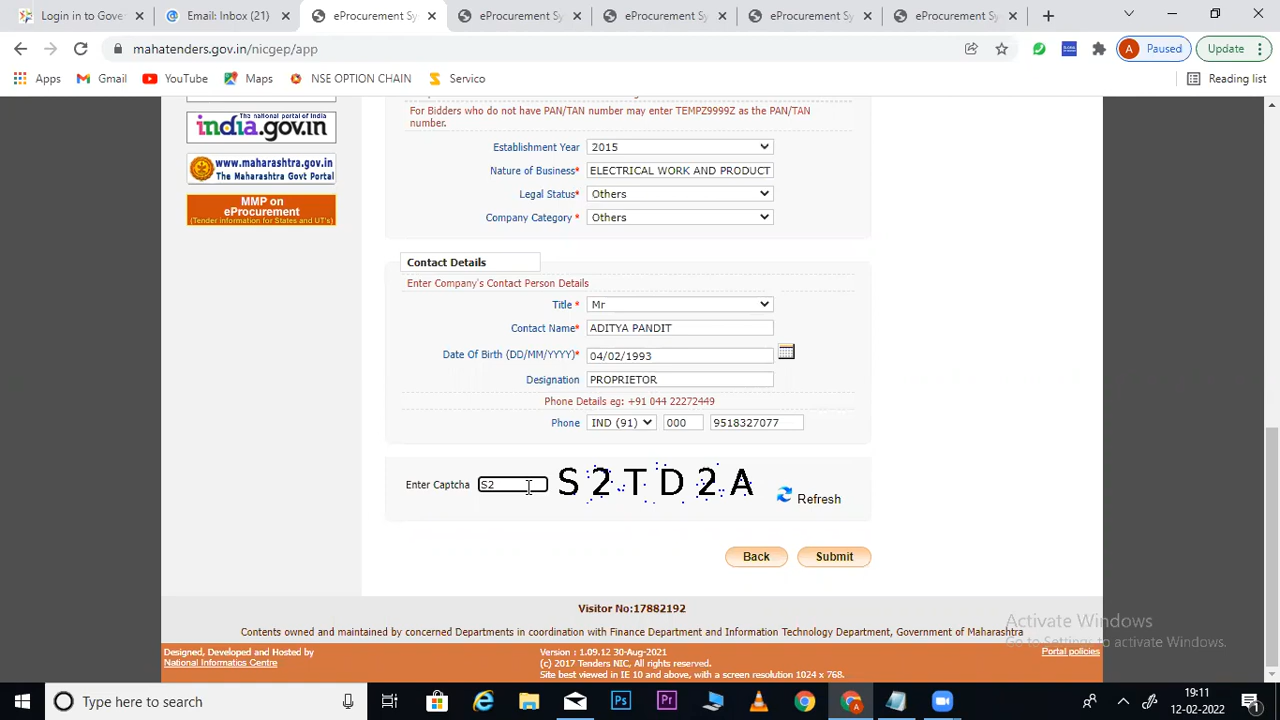 Login in to Gover
Email: Inbox (21)
eProcurement Sy
eProcurement Sy
eProcurement Sy
eProcurement Sy
eProcurement Sy
mahatenders.gov.in/nicgep/app
A Paused
Update
Apps
Gmail
YouTube
Maps
NSE OPTION CHAIN
Servico
Reading list
The national portal of India
india.gov.in
www.maharashtra.gov.in
The Maharashtra Govt Portal
MMP on
eProcurement
(Tender information for States and UT's)
For Bidders who do not have PAN/TAN number may enter TEMPZ9999Z as the PAN/TAN
number.
Establishment Year 2015
Nature of Business* ELECTRICAL WORK AND PRODUCT
Legal Status* Others
Company Category * Others
Contact Details
Enter Company's Contact Person Details
Title * Mr
Contact Name* ADITYA PANDIT
Date Of Birth (DD/MM/YYYY)* 04/02/1993
Designation PROPRIETOR
Phone Details eg: +91 044 22272449
Phone IND (91) 000 9518327077
Enter Captcha S2 S2TD2A Refresh
Back Submit
Visitor No:17882192
Contents owned and maintained by concerned Departments in coordination with Finance Department and Information Technology Department, Government of Maharashtra
Activate Windows
Go to Settings to activate Windows.
Designed, Developed and Hosted by
National Informatics Centre
Version : 1.09.12 30-Aug-2021
(c) 2017 Tenders NIC, All rights reserved.
Site best viewed in IE 10 and above, with a screen resolution 1024 x 768.
Portal policies
Type here to search
19:11
12-02-2022